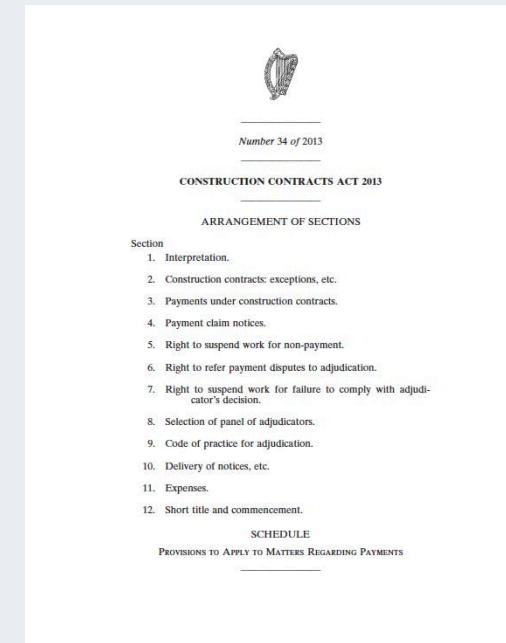 Number 34 of 2013
CONSTRUCTION CONTRACTS ACT 2013
ARRANGEMENT OF SECTIONS
Section
1. Interpretation.
2. Construction contracts: exceptions, etc.
3. Payments under construction contracts.
4. Payment claim notices.
5. Right to suspend work for non-payment.
6. Right to refer payment disputes to adjudication.
7. Right to suspend work for failure to comply with adjudi-
cator's decision.
8. Selection of panel of adjudicators.
9. Code of practice for adjudication.
10. Delivery of notices, etc.
11. Expenses.
12. Short title and commencement.
SCHEDULE
Provisions to Apply to Matters Regarding Payments